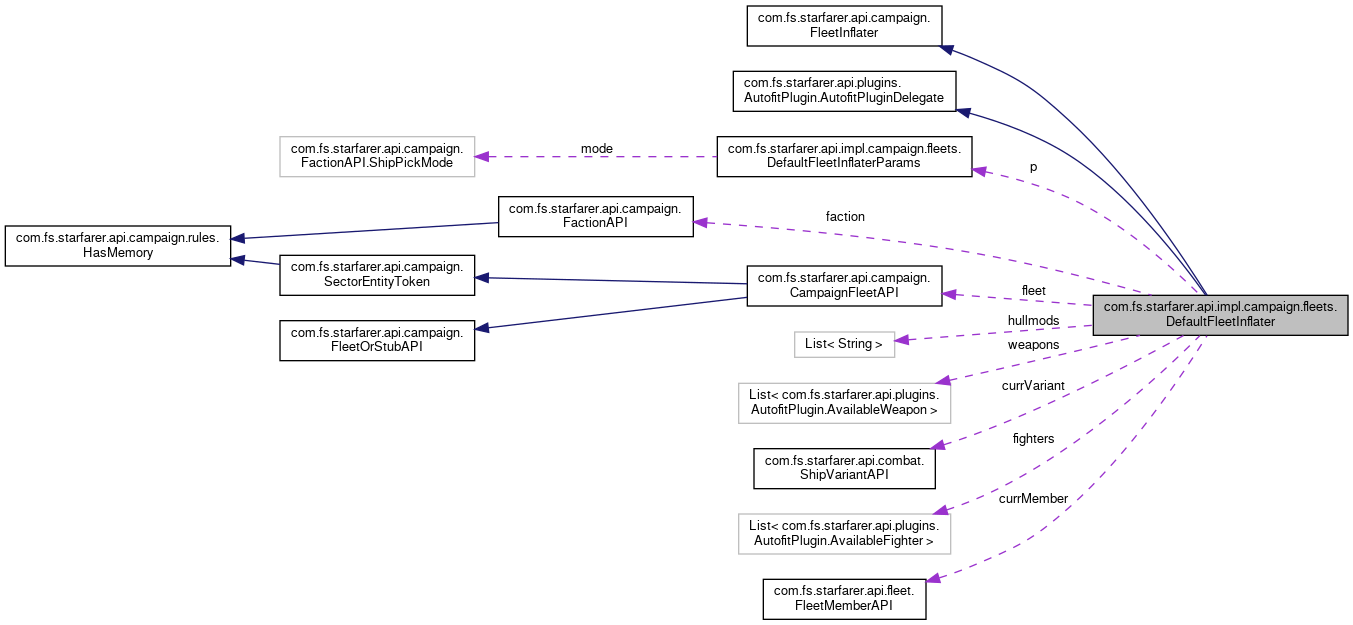 com.fs.starfarer.api.campaign.
FleetInflater
com.fs.starfarer.api.plugins.
AutofitPlugin.AutofitPluginDelegate
com.fs.starfarer.api.campaign.
FactionAPI.ShipPickMode
mode
com.fs.starfarer.api.impl.campaign.fleets.
DefaultFleetInflaterParams
p
com.fs.starfarer.api.campaign.
FactionAPI
faction
com.fs.starfarer.api.campaign.rules.
HasMemory
com.fs.starfarer.api.campaign.
SectorEntityToken
com.fs.starfarer.api.campaign.
CampaignFleetAPI
fleet
com.fs.starfarer.api.impl.campaign.fleets.
DefaultFleetInflater
com.fs.starfarer.api.campaign.
FleetOrStubAPI
hullmods
List< String >
weapons
List< com.fs.starfarer.api.plugins.
AutofitPlugin.AvailableWeapon >
currVariant
com.fs.starfarer.api.combat.
ShipVariantAPI
fighters
List< com.fs.starfarer.api.plugins.
AutofitPlugin.AvailableFighter >
currMember
com.fs.starfarer.api.fleet.
FleetMemberAPI